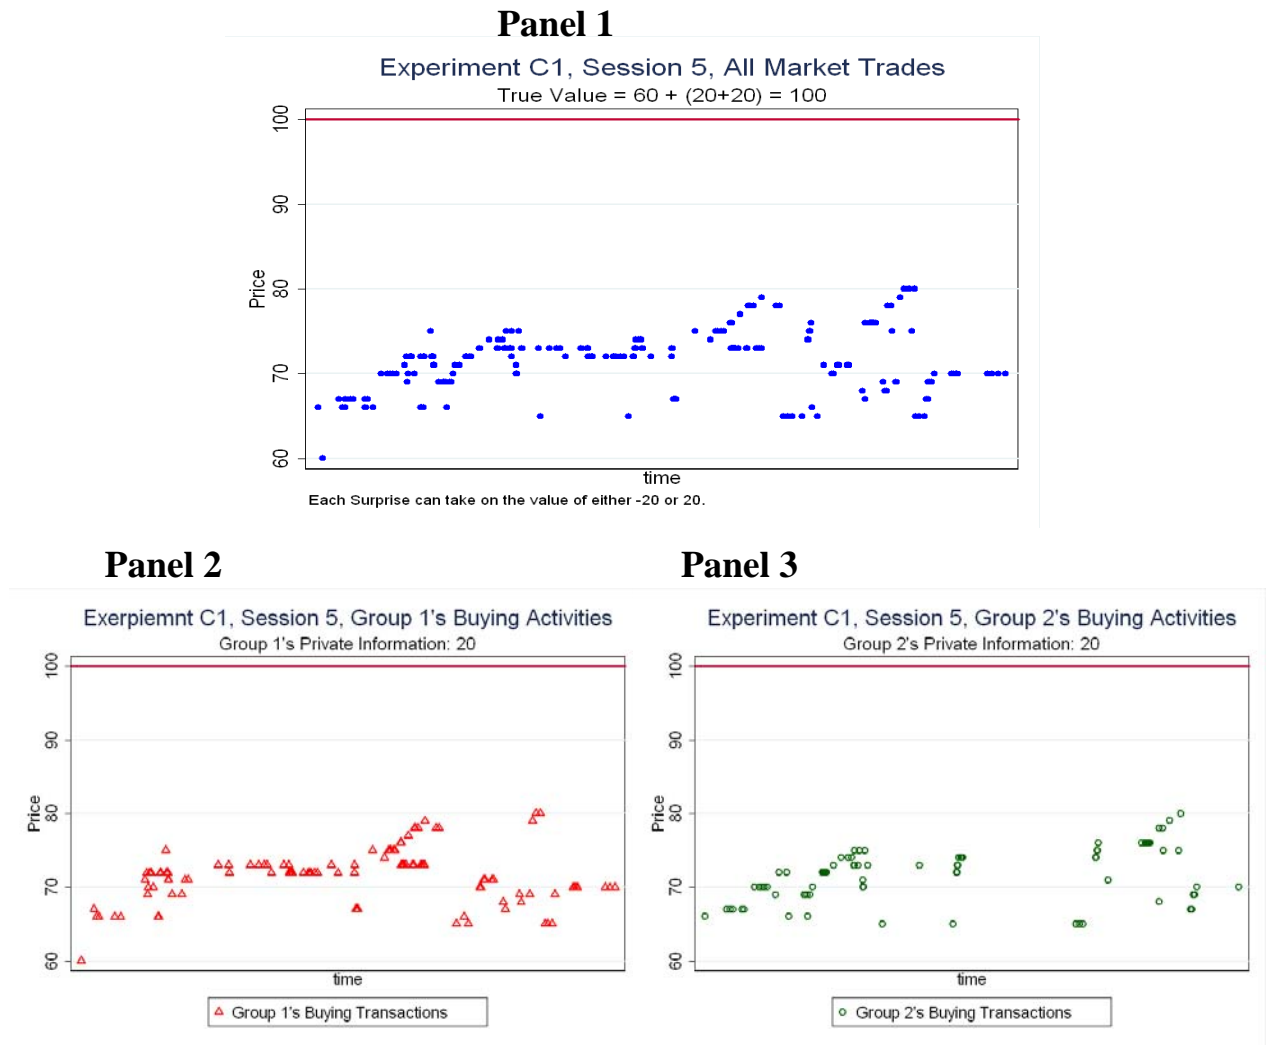 Panel 1
Experiment C1, Session 5, All Market Trades
True Value = 60 + (20+20) = 100
100
90
80
70
60
Price
time
Each Surprise can take on the value of either -20 or 20.
Panel 2
Exerpiemnt C1, Session 5, Group 1's Buying Activities
Group 1's Private Information: 20
100
90
80
70
60
Price
time
Group 1's Buying Transactions
Panel 3
Experiment C1, Session 5, Group 2's Buying Activities
Group 2's Private Information: 20
100
90
80
70
60
Price
time
Group 2's Buying Transactions